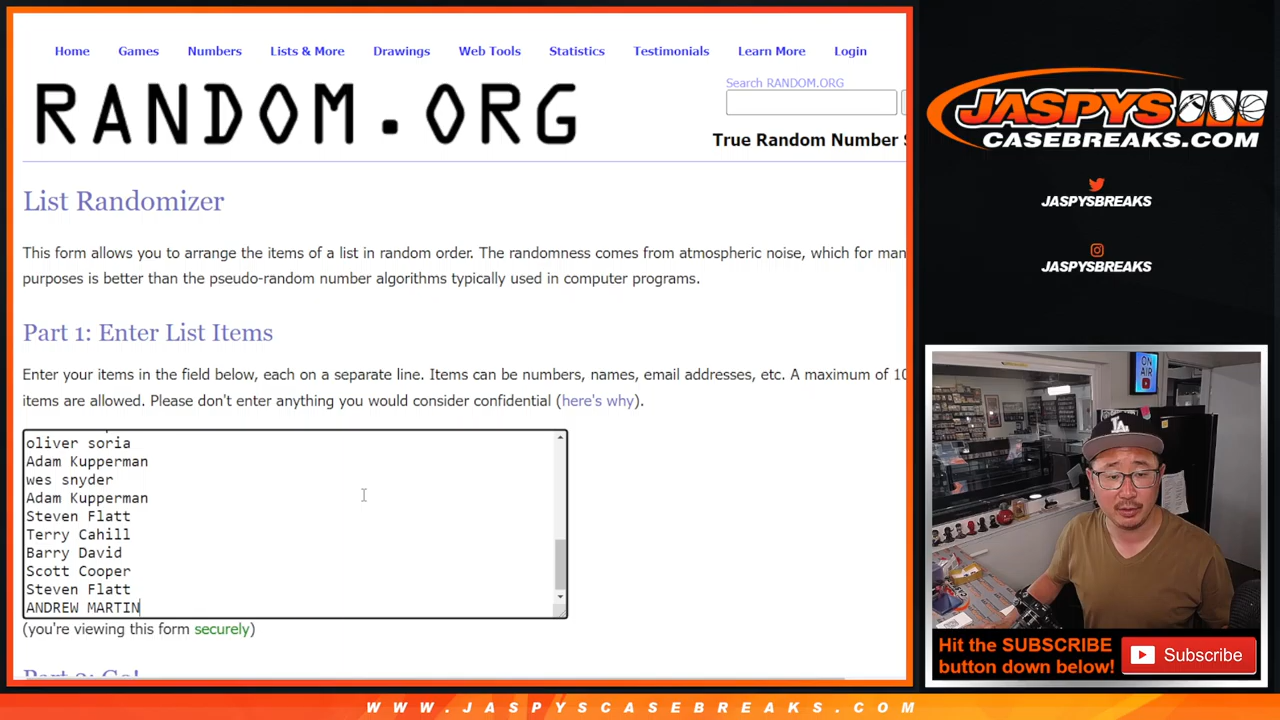 Home Games Numbers Lists & More Drawings Web Tools Statistics Testimonials Learn More Login
RANDOM.ORG
Search RANDOM.ORG
True Random Number
List Randomizer
This form allows you to arrange the items of a list in random order. The randomness comes from atmospheric noise, which for man
purposes is better than the pseudo-random number algorithms typically used in computer programs.
Part 1: Enter List Items
Enter your items in the field below, each on a separate line. Items can be numbers, names, email addresses, etc. A maximum of 10
items are allowed. Please don't enter anything you would consider confidential (here's why).
oliver soria
Adam Kupperman
wes snyder
Adam Kupperman
Steven Flatt
Terry Cahill
Barry David
Scott Cooper
Steven Flatt
ANDREW MARTIN
(you're viewing this form securely)
Part 2: Go!
JASPYS
CASEBREAKS.COM
JASPYSBREAKS
JASPYSBREAKS
ON
AIR
LA
Hit the SUBSCRIBE
button down below!
Subscribe
WWW.JASPYSCASEBREAKS.COM